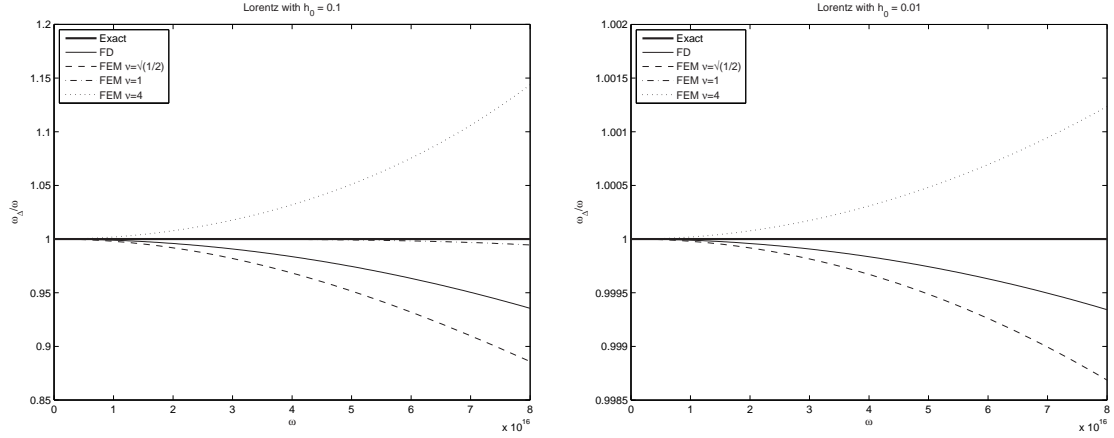 Lorentz with h0 = 0.1
1.2
1.15
1.1
1.05
1
0.95
0.9
0.85
ωΔ/ω
Exact
FD
FEM ν=√(1/2)
FEM ν=1
FEM ν=4
0 1 2 3 4 5 6 7 8
ω
x 10^16
Lorentz with h0 = 0.01
1.002
1.0015
1.001
1.0005
1
0.9995
0.999
0.9985
ωΔ/ω
Exact
FD
FEM ν=√(1/2)
FEM ν=1
FEM ν=4
0 1 2 3 4 5 6 7 8
ω
x 10^16